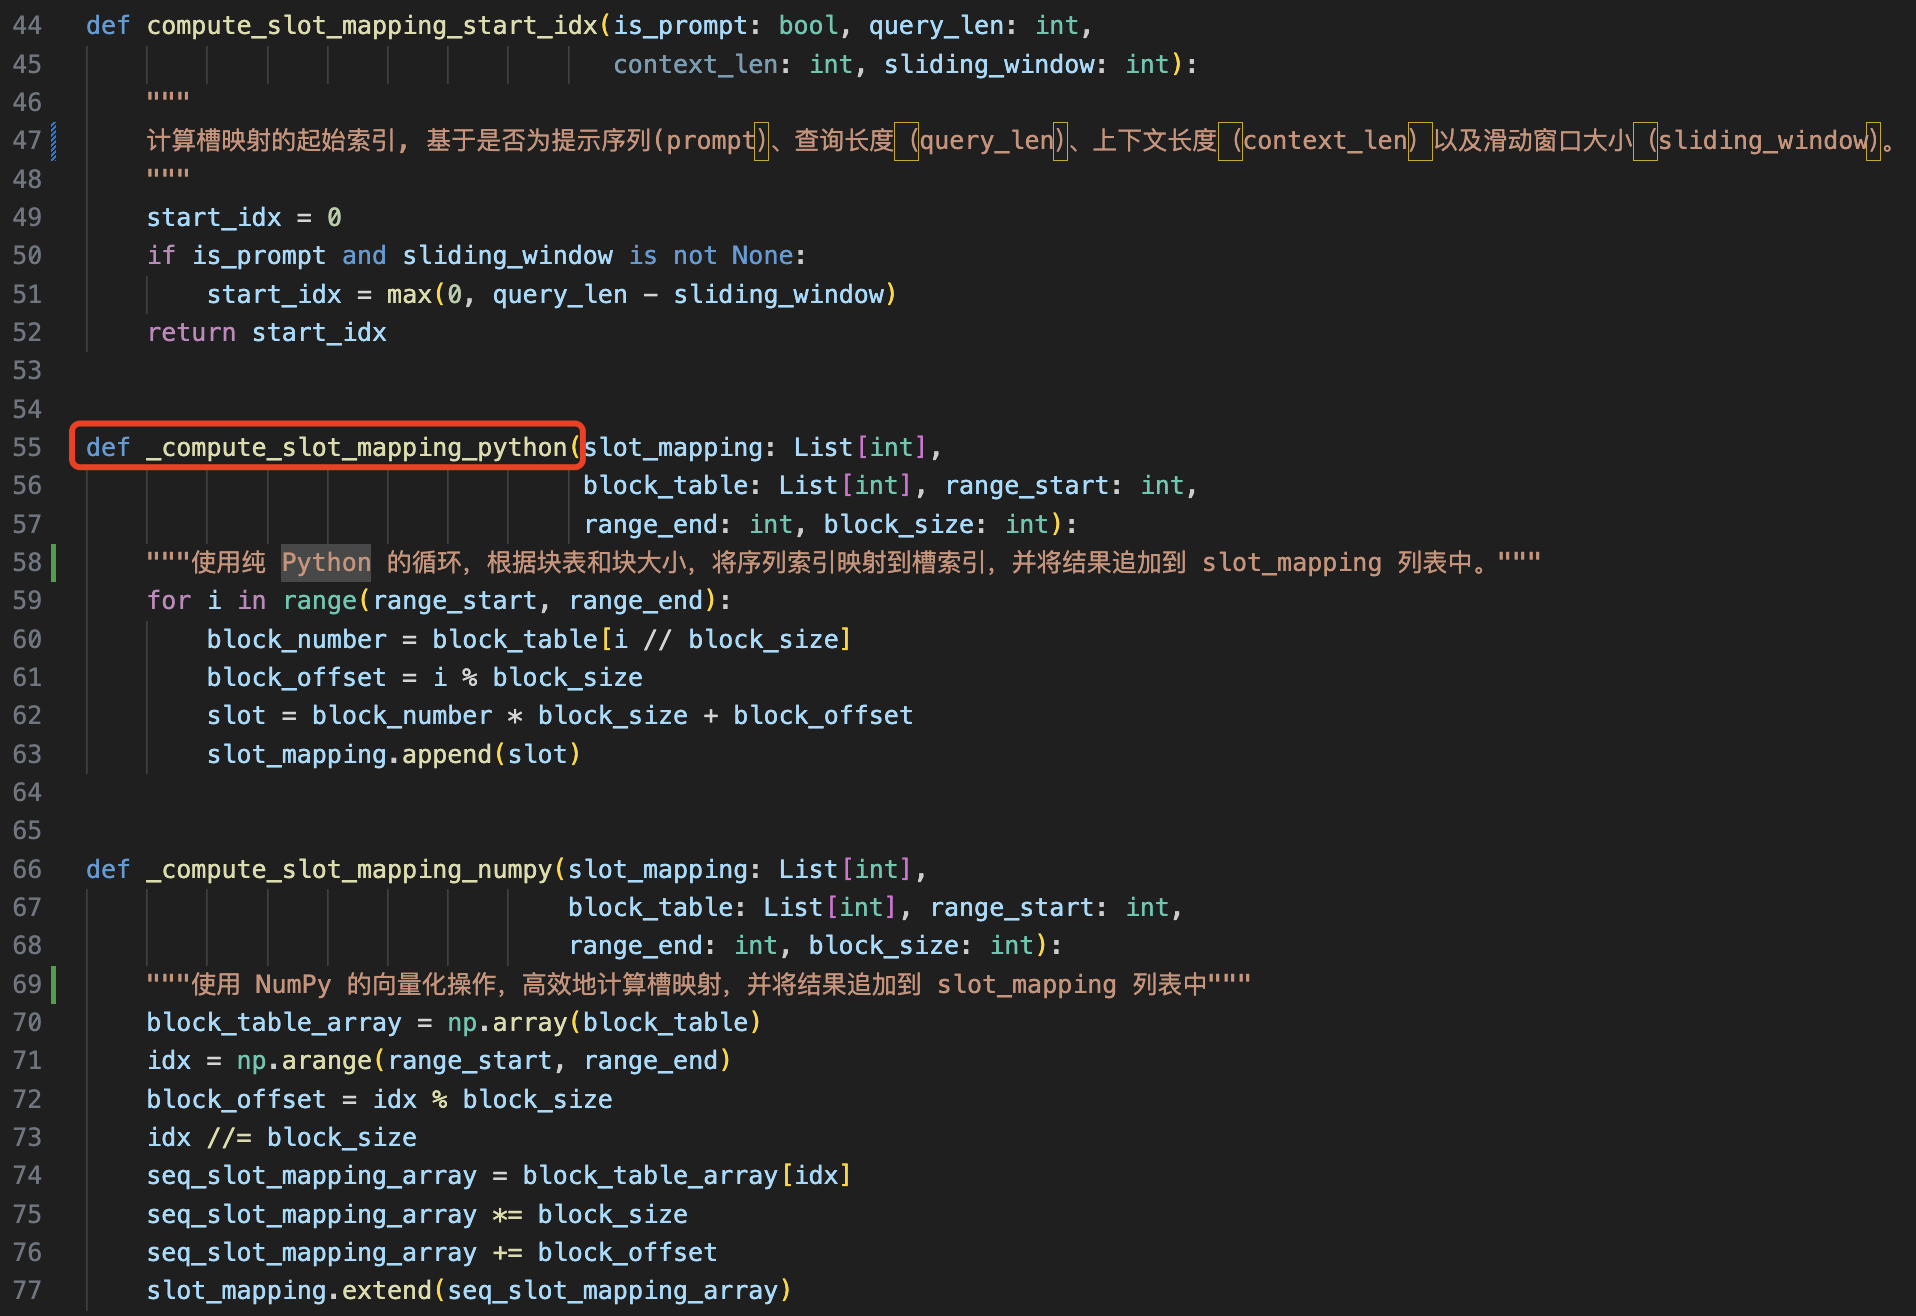 44 def compute_slot_mapping_start_idx(is_prompt: bool, query_len: int,
45                                    context_len: int, sliding_window: int):
46     """
47     计算槽映射的起始索引, 基于是否为提示序列(prompt)、查询长度（query_len）、上下文长度（context_len）以及滑动窗口大小（sliding_window）。
48     """
49     start_idx = 0
50     if is_prompt and sliding_window is not None:
51         start_idx = max(0, query_len - sliding_window)
52     return start_idx
53
54
55 def _compute_slot_mapping_python(slot_mapping: List[int],
56                                  block_table: List[int], range_start: int,
57                                  range_end: int, block_size: int):
58     """使用纯 Python 的循环，根据块表和块大小，将序列索引映射到槽索引，并将结果追加到 slot_mapping 列表中。"""
59     for i in range(range_start, range_end):
60         block_number = block_table[i // block_size]
61         block_offset = i % block_size
62         slot = block_number * block_size + block_offset
63         slot_mapping.append(slot)
64
65
66 def _compute_slot_mapping_numpy(slot_mapping: List[int],
67                                 block_table: List[int], range_start: int,
68                                 range_end: int, block_size: int):
69     """使用 NumPy 的向量化操作，高效地计算槽映射，并将结果追加到 slot_mapping 列表中"""
70     block_table_array = np.array(block_table)
71     idx = np.arange(range_start, range_end)
72     block_offset = idx % block_size
73     idx //= block_size
74     seq_slot_mapping_array = block_table_array[idx]
75     seq_slot_mapping_array *= block_size
76     seq_slot_mapping_array += block_offset
77     slot_mapping.extend(seq_slot_mapping_array)